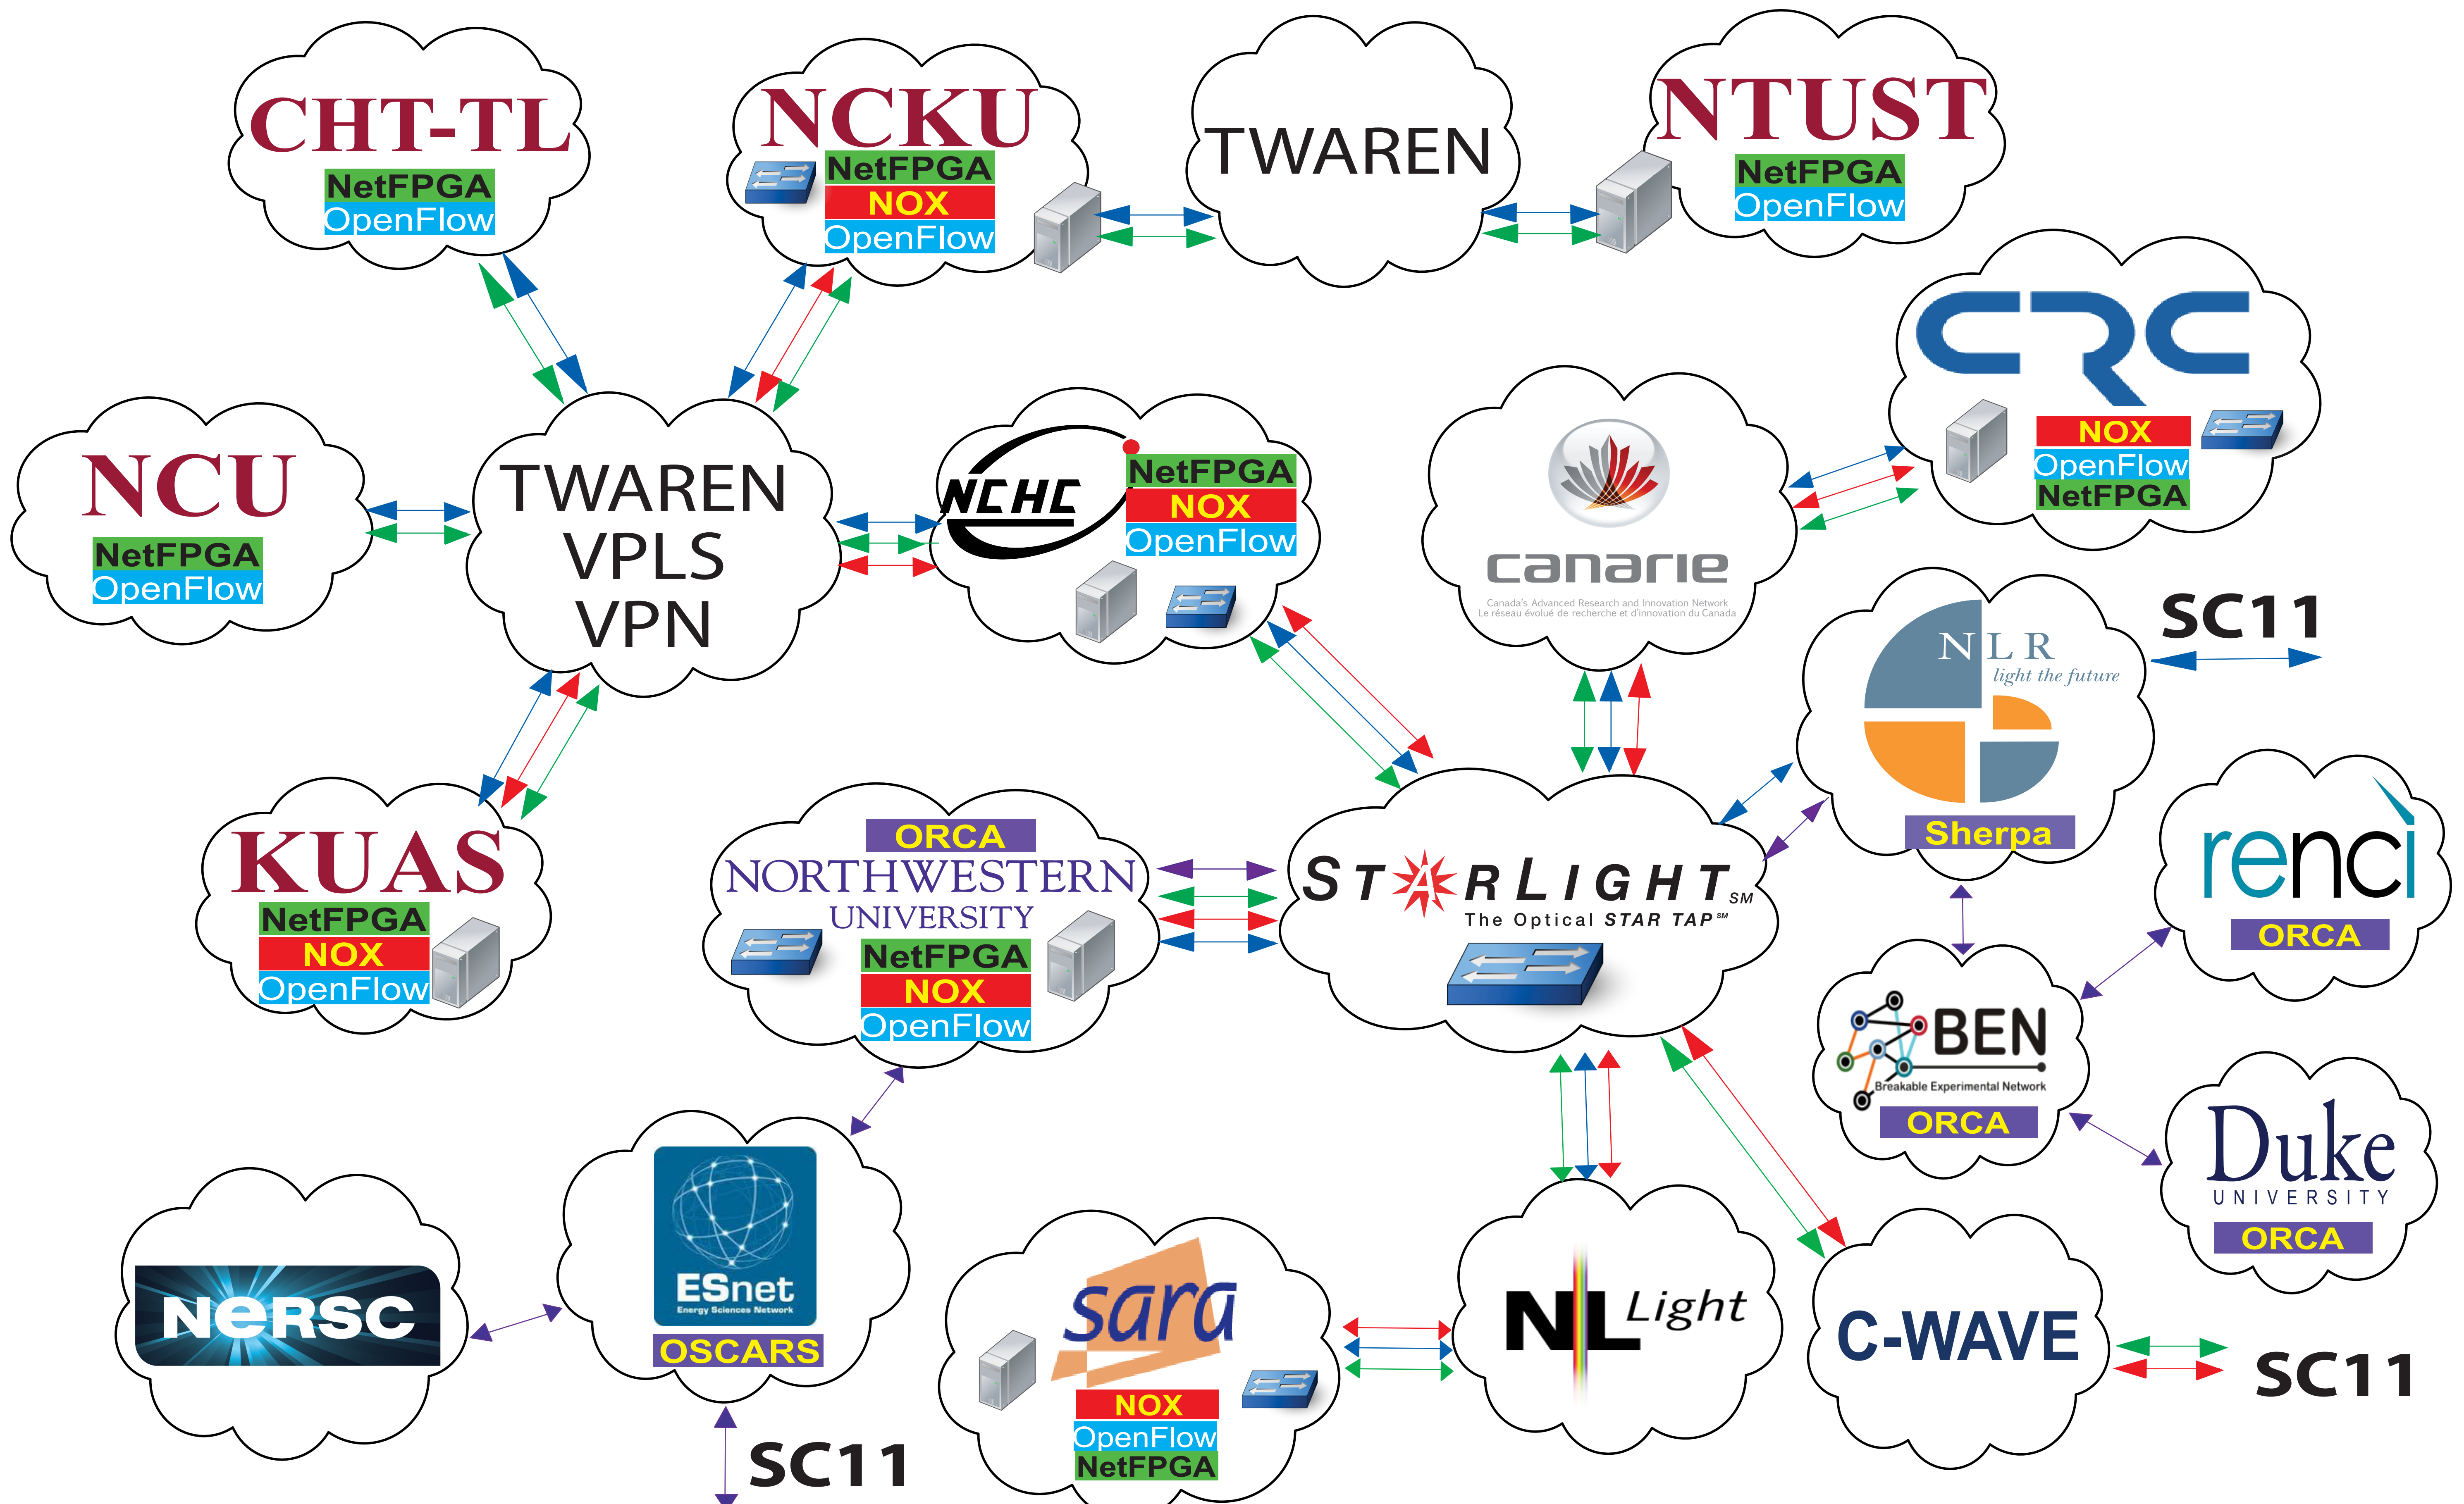 CHT-TL
NetFPGA
OpenFlow
NCKU
NetFPGA
NOX
OpenFlow
TWAREN
NTUST
NetFPGA
OpenFlow
CRC
NOX
OpenFlow
NetFPGA
NCU
NetFPGA
OpenFlow
TWAREN
VPLS
VPN
NCHC
NetFPGA
NOX
OpenFlow
canarie
Canada's Advanced Research and Innovation Network
Le réseau évolué de recherche et d'innovation du Canada
NLR
light the future
Sherpa
SC11
KUAS
NetFPGA
NOX
OpenFlow
ORCA
NORTHWESTERN
UNIVERSITY
NetFPGA
NOX
OpenFlow
STARLIGHT SM
The Optical STAR TAP SM
renci
ORCA
BEN
Breakable Experimental Network
ORCA
Duke
UNIVERSITY
ORCA
NERSC
ESnet
Energy Sciences Network
OSCARS
SC11
sara
NOX
OpenFlow
NetFPGA
NL Light
C-WAVE
SC11